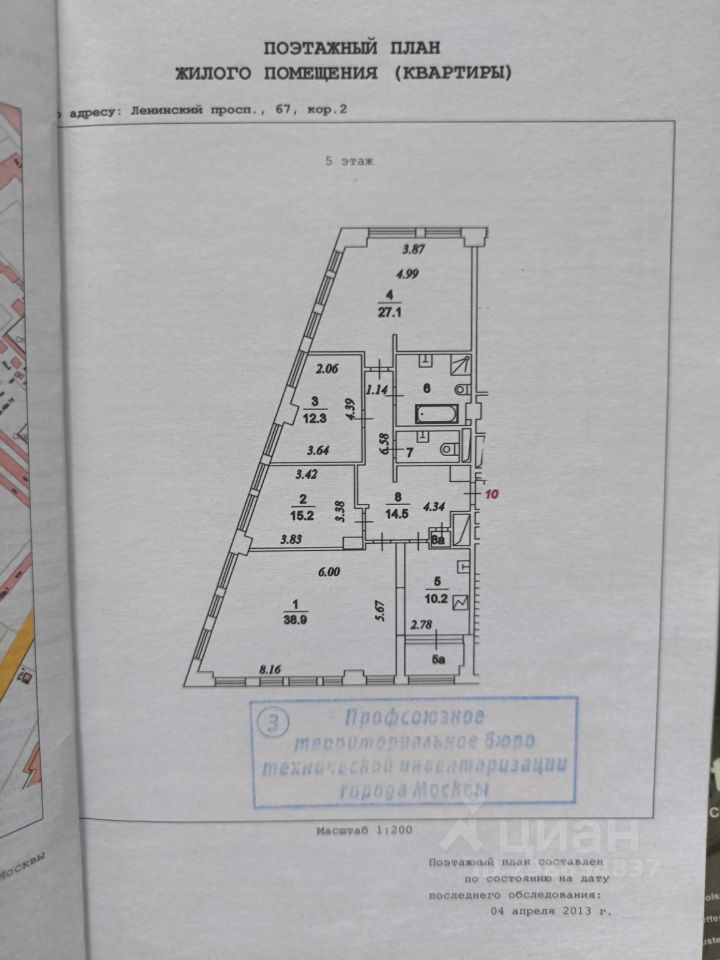 ПОЭТАЖНЫЙ ПЛАН
ЖИЛОГО ПОМЕЩЕНИЯ (КВАРТИРЫ)
о адресу: Ленинский просп., 67, кор.2
5 этаж
3.87
4.99
4
27.1
2.06
1.14
6
3
12.3
4.39
3.64
6.58
7
3.42
2
15.2
3.38
8
14.5
4.34
10
3.83
8а
6.00
1
38.9
5.67
5
10.2
2.78
8.16
5а
3 Профсоюзное
территориальное бюро
технической инвентаризации
города Москвы
Масштаб 1:200
циан
837
Москвы
Поэтажный план составлен
по состоянию на дату
последнего обследования:
04 апреля 2013 г.